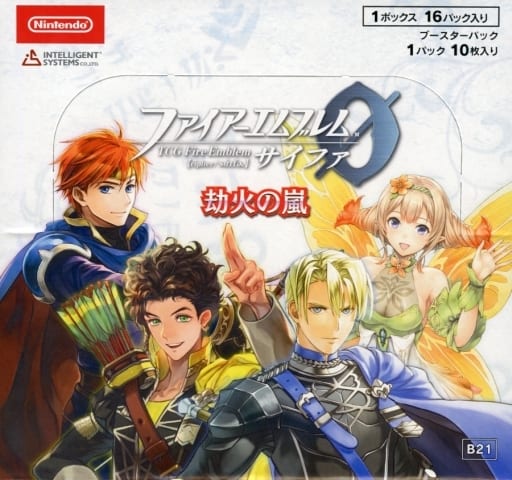 Nintendo
INTELLIGENT
SYSTEMS CO.,LTD.
1ボックス 16パック入り
ブースターパック
1パック 10枚入り
ファイアーエムブレム0
TM
TCG Fire Emblem
サイファ
劫火の嵐
B21